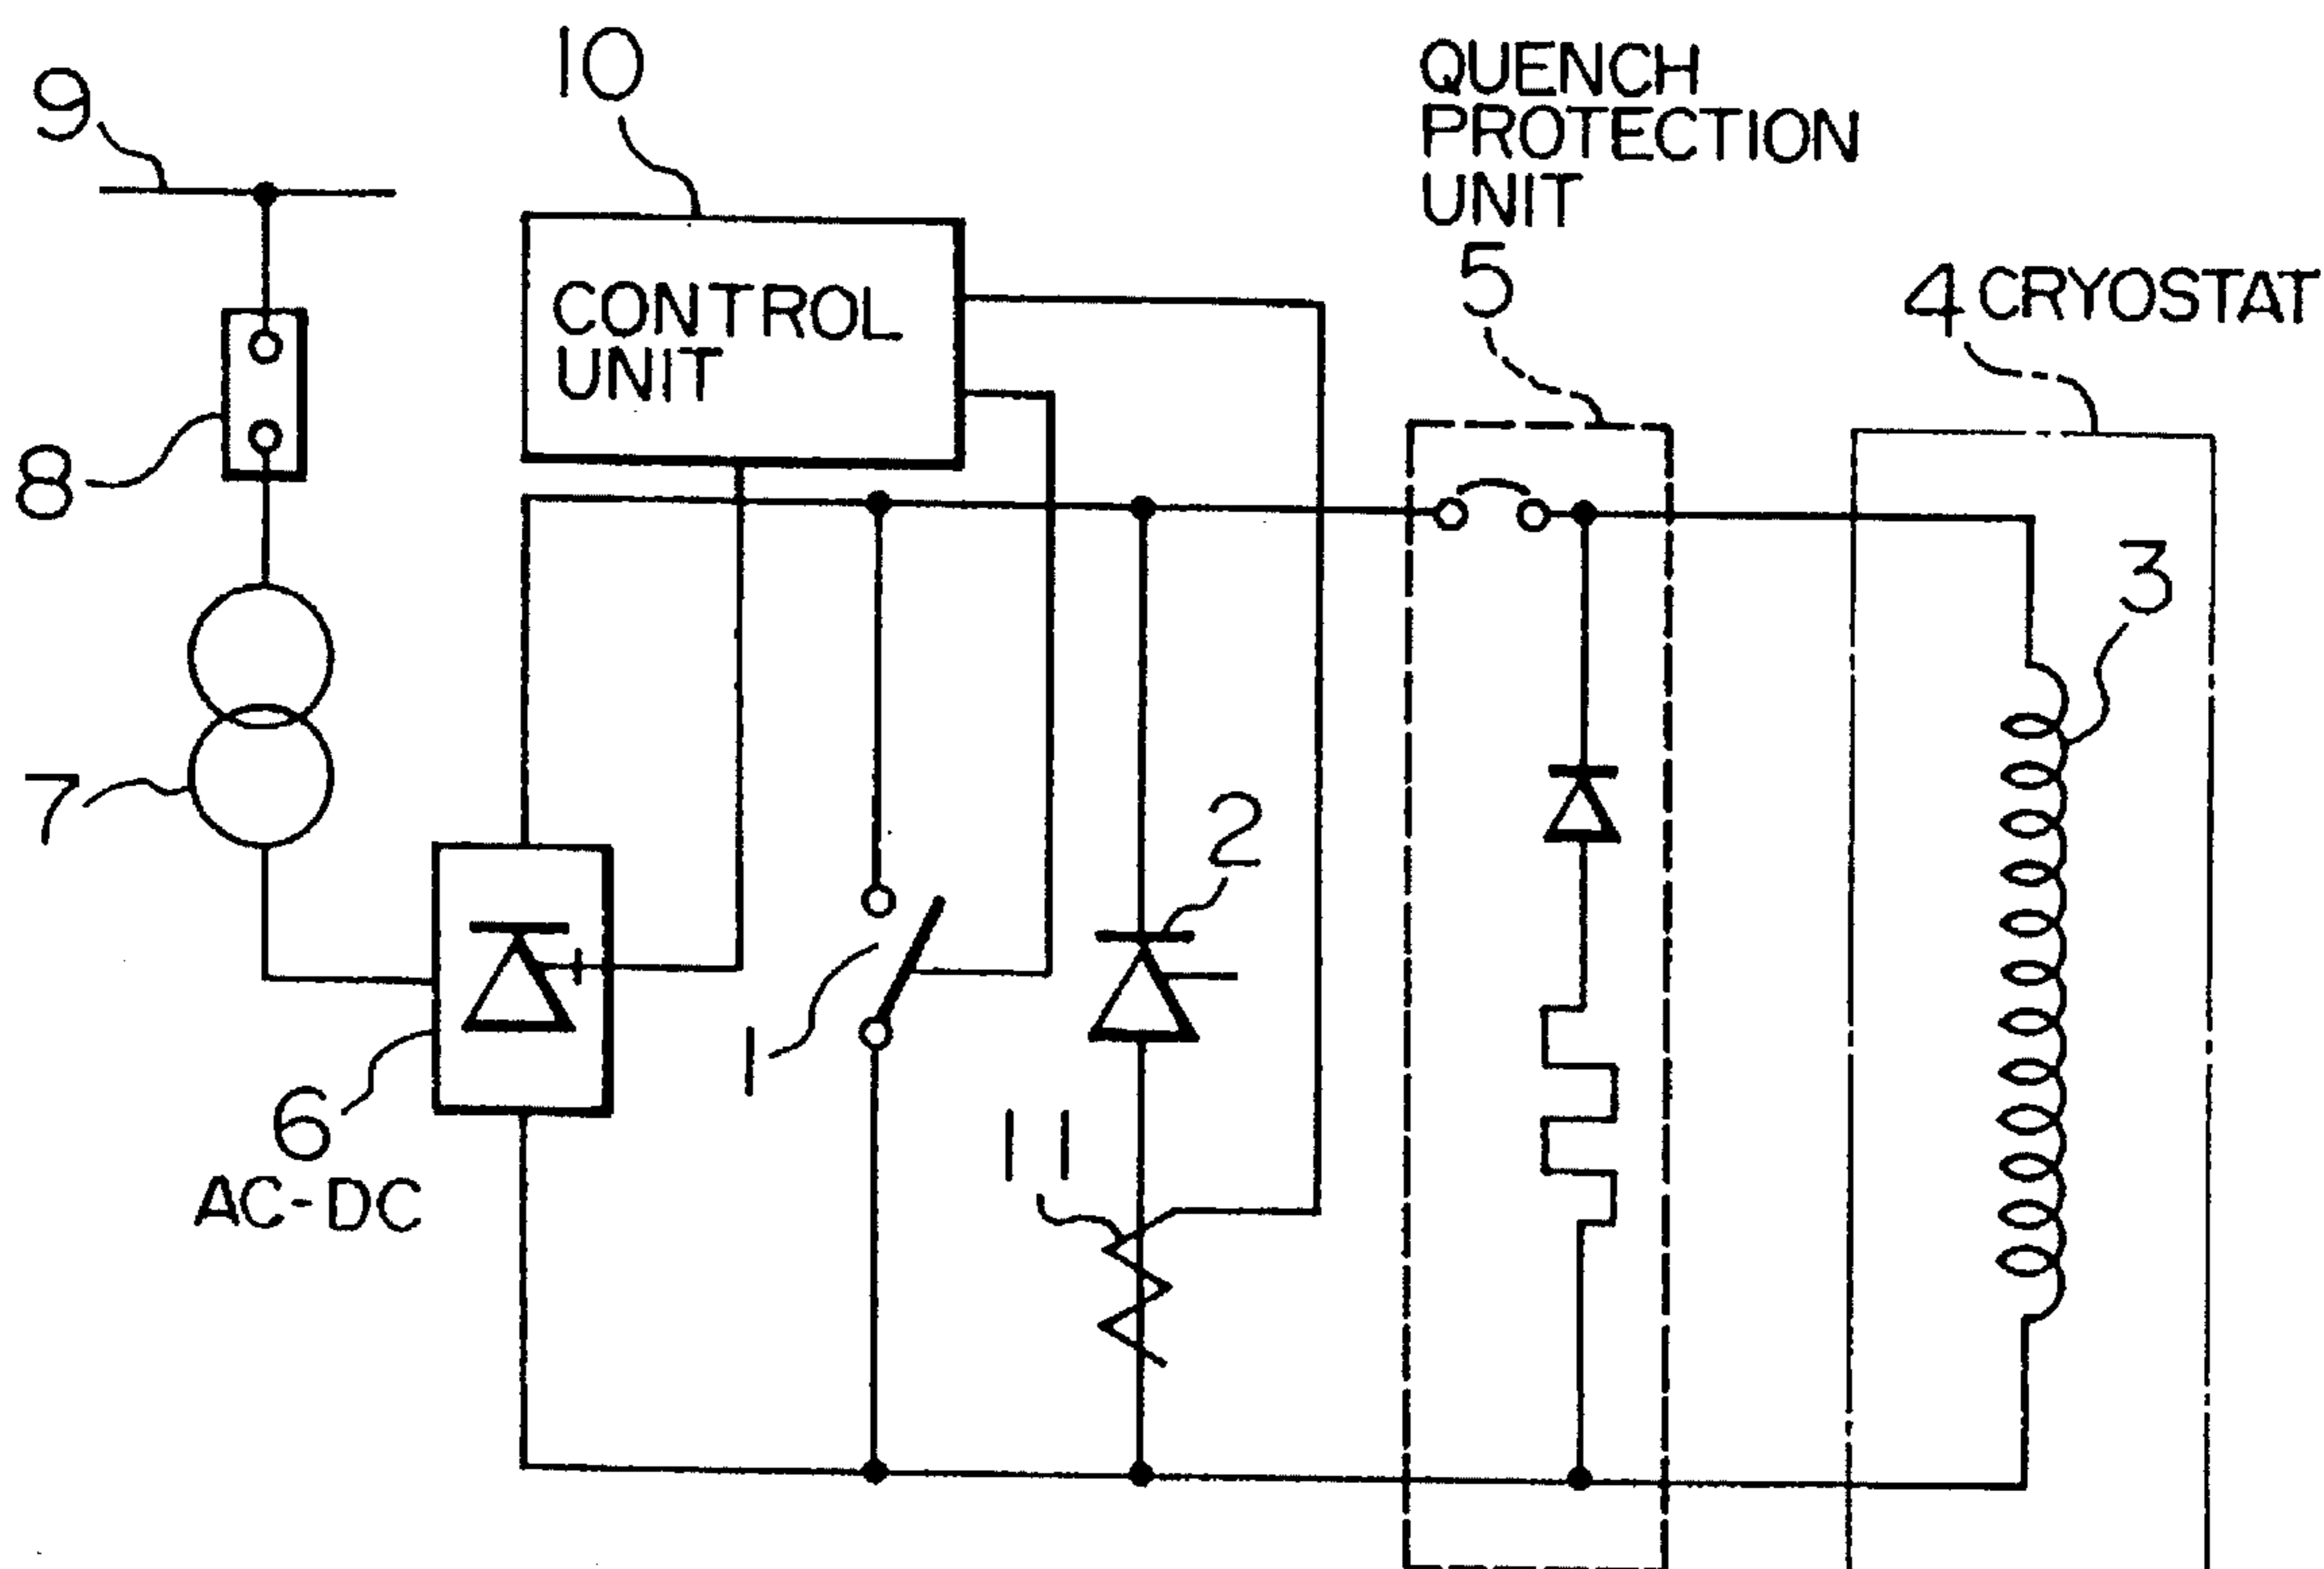 9
10
CONTROL
UNIT
QUENCH
PROTECTION
UNIT
5
4 CRYOSTAT
8
3
7
2
1
6
AC-DC
11